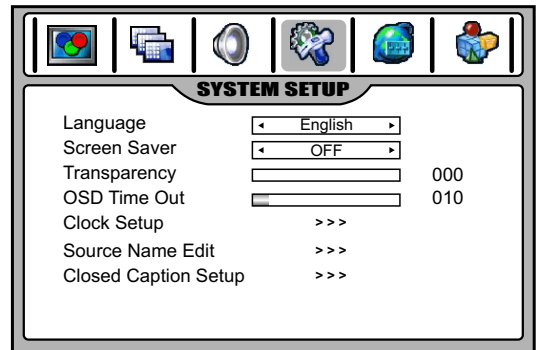 SYSTEM SETUP
Language ◂ English ▸
Screen Saver ◂ OFF ▸
Transparency 000
OSD Time Out 010
Clock Setup >>>
Source Name Edit >>>
Closed Caption Setup >>>